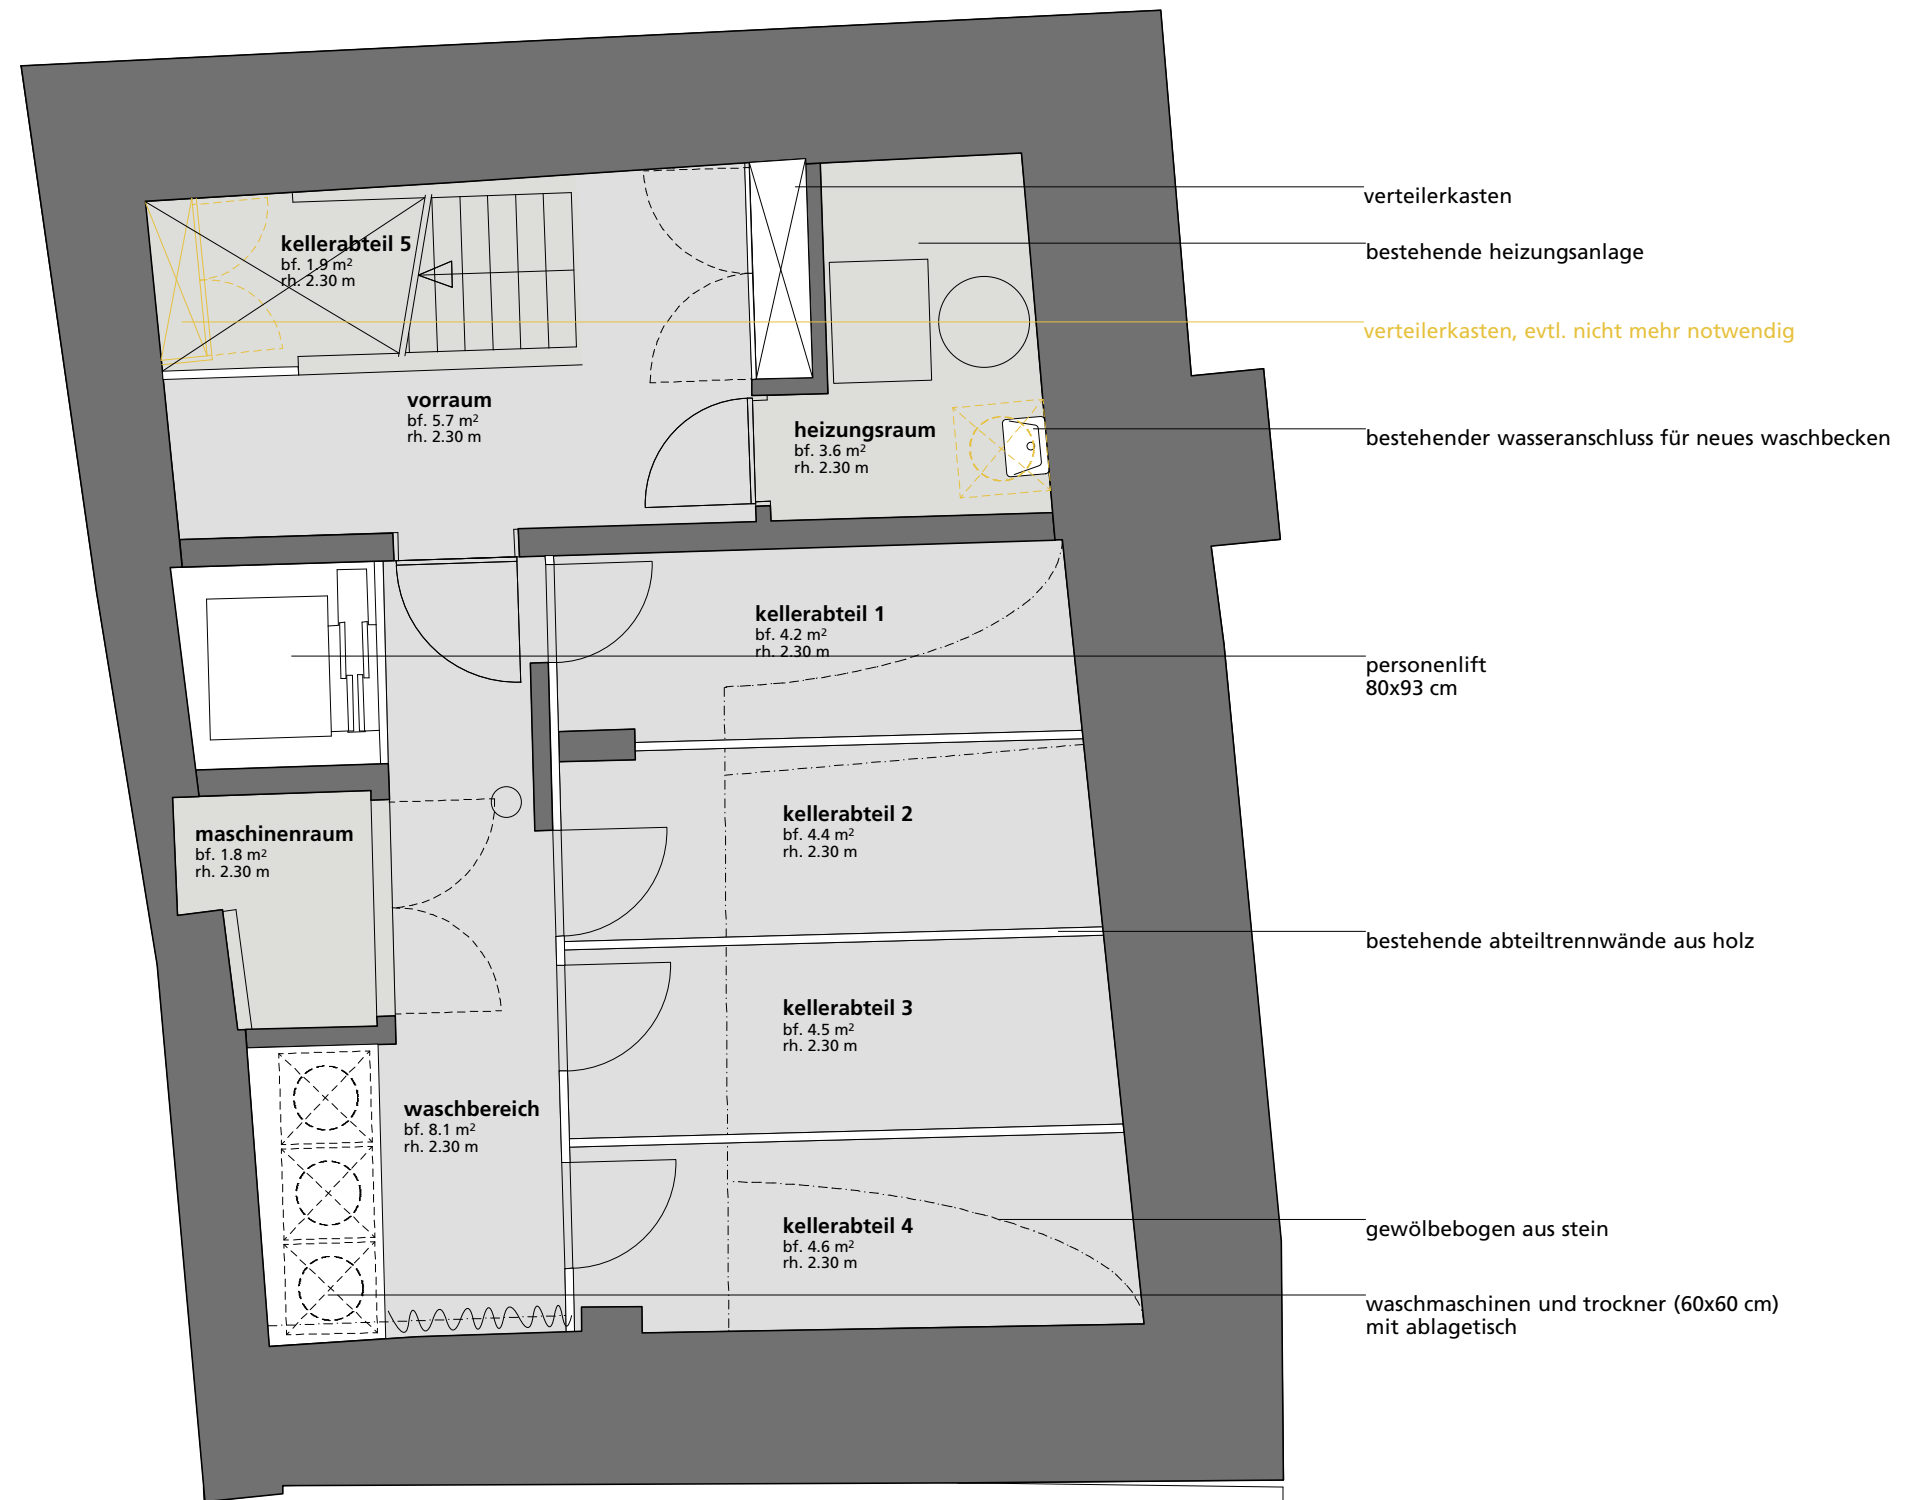 verteilerkasten
kellerabteil 5
bf. 1.9 m²
rh. 2.30 m
bestehende heizungsanlage
verteilerkasten, evtl. nicht mehr notwendig
vorraum
bf. 5.7 m²
rh. 2.30 m
heizungsraum
bf. 3.6 m²
rh. 2.30 m
bestehender wasseranschluss für neues waschbecken
kellerabteil 1
bf. 4.2 m²
rh. 2.30 m
personenlift
80x93 cm
kellerabteil 2
bf. 4.4 m²
rh. 2.30 m
maschinenraum
bf. 1.8 m²
rh. 2.30 m
bestehende abteiltrennwände aus holz
kellerabteil 3
bf. 4.5 m²
rh. 2.30 m
waschbereich
bf. 8.1 m²
rh. 2.30 m
kellerabteil 4
bf. 4.6 m²
rh. 2.30 m
gewölbebogen aus stein
waschmaschinen und trockner (60x60 cm)
mit ablagetisch